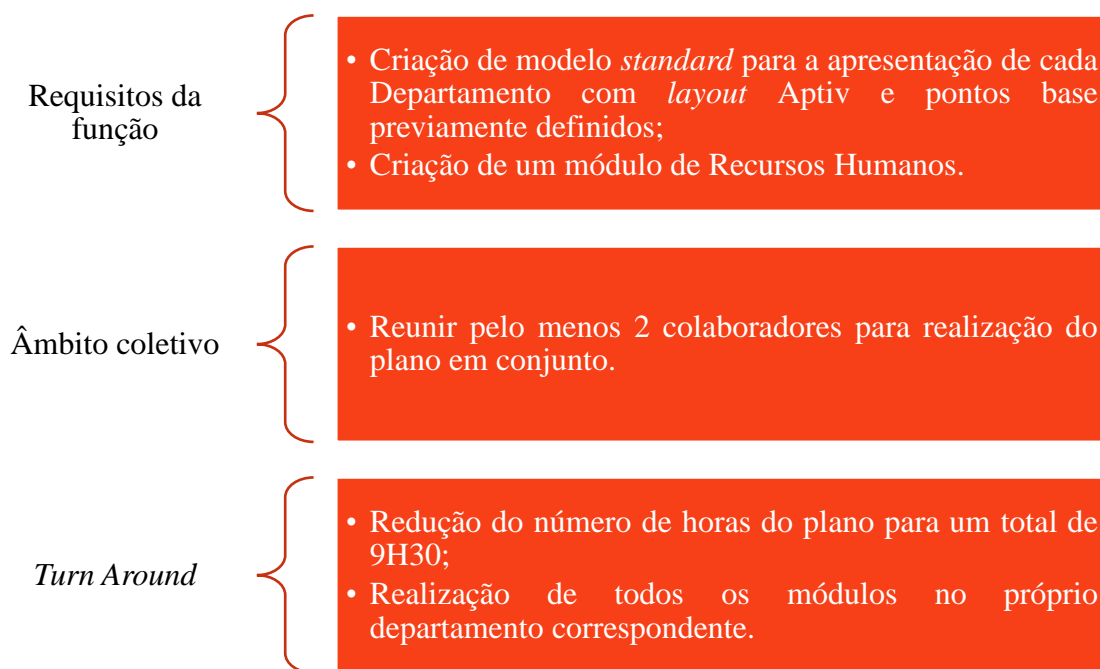 Requisitos da
função
• Criação de modelo standard para a apresentação de cada
Departamento com layout Aptiv e pontos base
previamente definidos;
• Criação de um módulo de Recursos Humanos.
Âmbito coletivo
• Reunir pelo menos 2 colaboradores para realização do
plano em conjunto.
Turn Around
• Redução do número de horas do plano para um total de
9H30;
• Realização de todos os módulos no próprio
departamento correspondente.